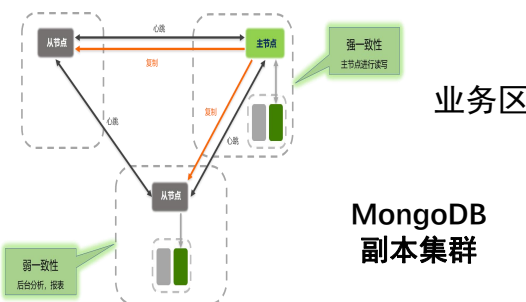 从节点
心跳
复制
主节点
强一致性
主节点进行读写
心跳
复制
心跳
业务区
从节点
MongoDB
副本集群
弱一致性
后台分析，报表